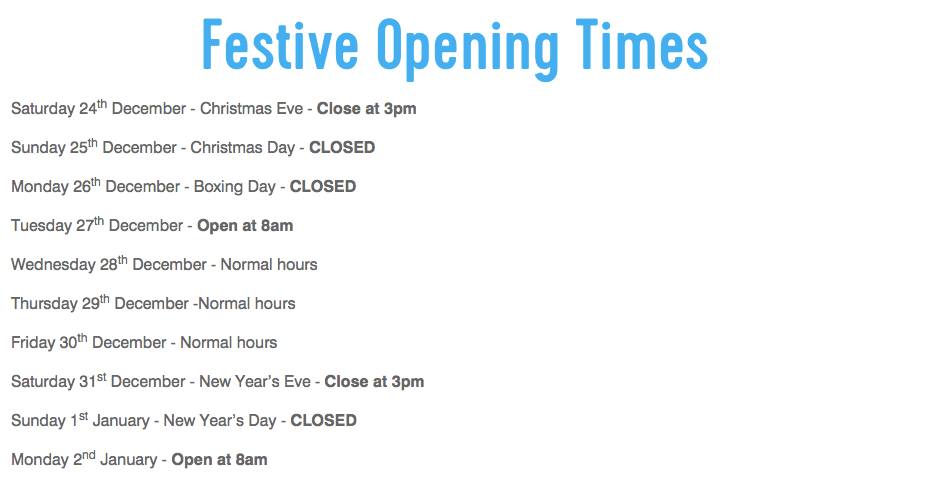 Festive Opening Times
Saturday 24th December - Christmas Eve - Close at 3pm
Sunday 25th December - Christmas Day - CLOSED
Monday 26th December - Boxing Day - CLOSED
Tuesday 27th December - Open at 8am
Wednesday 28th December - Normal hours
Thursday 29th December -Normal hours
Friday 30th December - Normal hours
Saturday 31st December - New Year’s Eve - Close at 3pm
Sunday 1st January - New Year’s Day - CLOSED
Monday 2nd January - Open at 8am